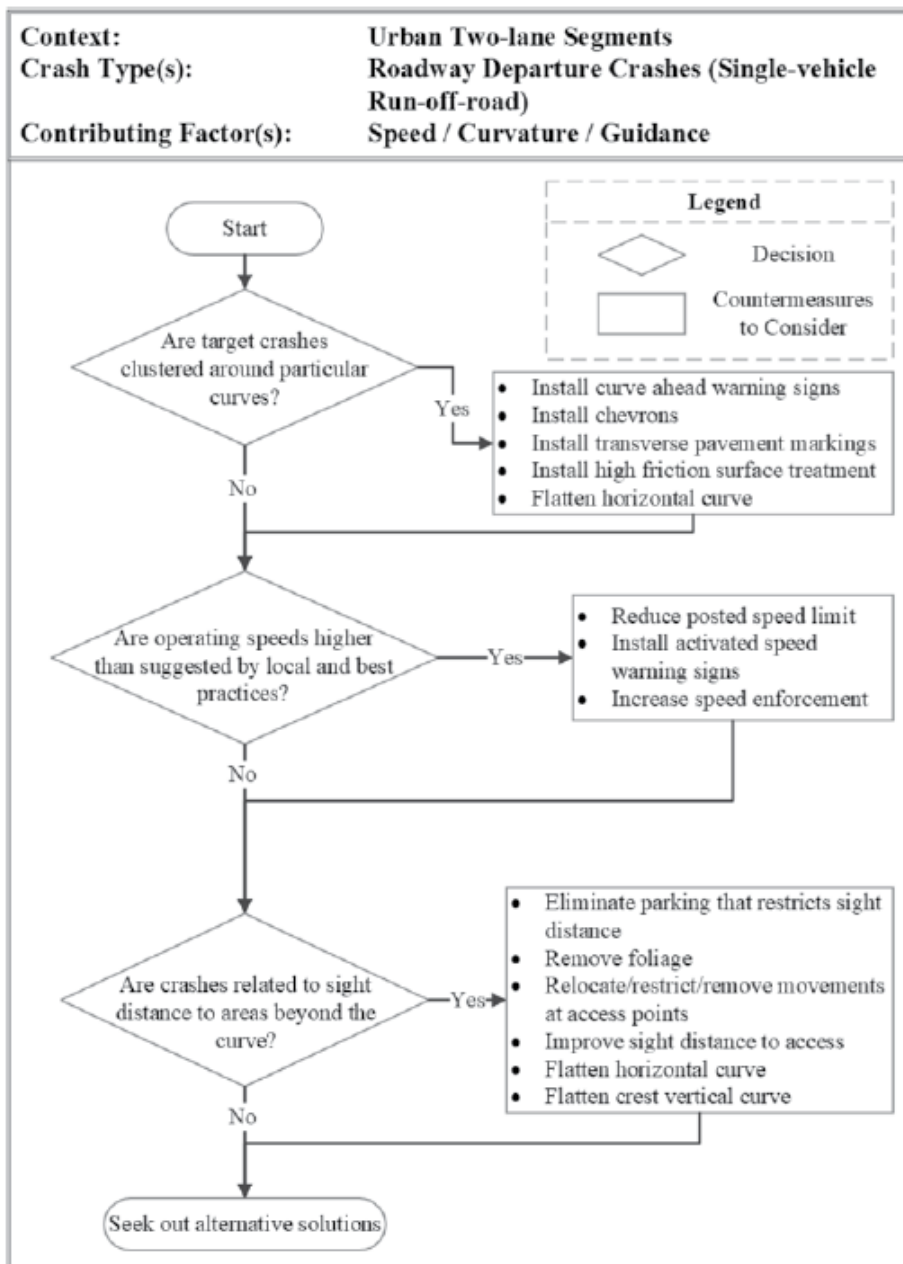 Context: Urban Two-lane Segments
Crash Type(s): Roadway Departure Crashes (Single-vehicle
Run-off-road)
Contributing Factor(s): Speed / Curvature / Guidance
Legend
Decision
Countermeasures
to Consider
Start
Are target crashes
clustered around particular
curves?
Yes
• Install curve ahead warning signs
• Install chevrons
• Install transverse pavement markings
• Install high friction surface treatment
• Flatten horizontal curve
No
Are operating speeds higher
than suggested by local and best
practices?
Yes
• Reduce posted speed limit
• Install activated speed
warning signs
• Increase speed enforcement
No
Are crashes related to sight
distance to areas beyond the
curve?
Yes
• Eliminate parking that restricts sight
distance
• Remove foliage
• Relocate/restrict/remove movements
at access points
• Improve sight distance to access
• Flatten horizontal curve
• Flatten crest vertical curve
No
Seek out alternative solutions